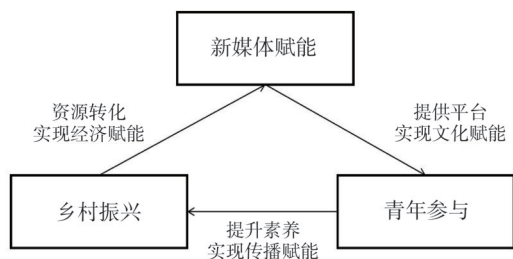 新媒体赋能
资源转化
实现经济赋能
提供平台
实现文化赋能
乡村振兴
青年参与
提升素养
实现传播赋能